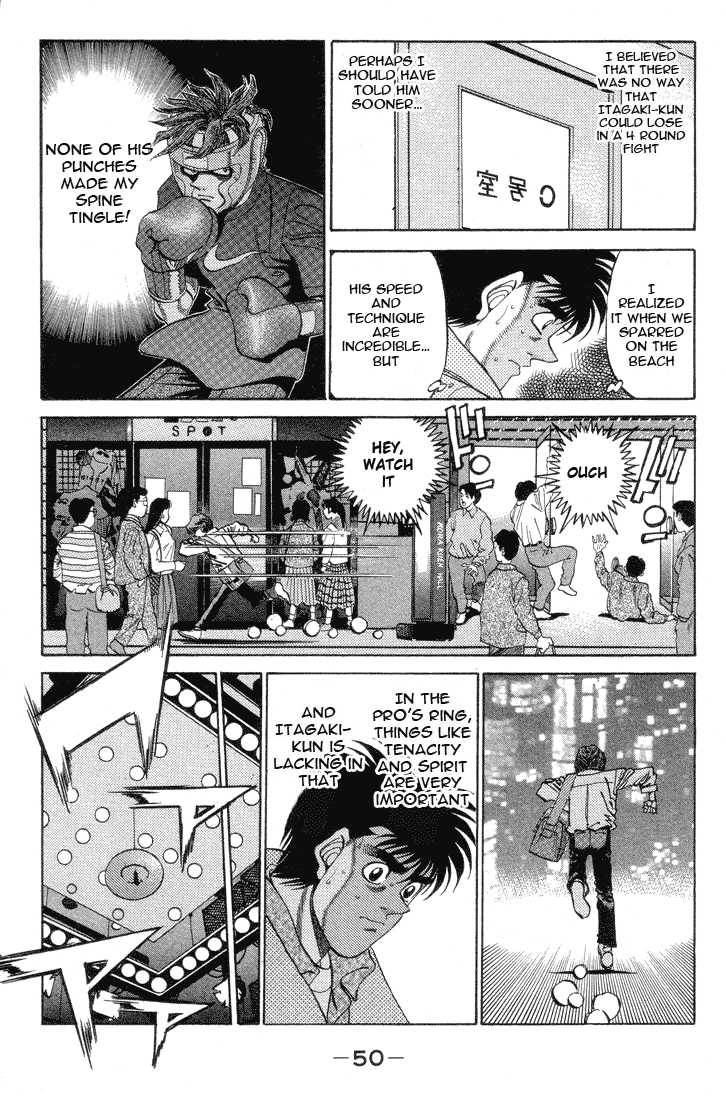 I BELIEVED
THAT THERE
WAS NO WAY
THAT
ITAGAKI-KUN
COULD LOSE
IN A 4 ROUND
FIGHT
PERHAPS I
SHOULD HAVE
TOLD HIM
SOONER...
室
I
REALIZED
IT WHEN WE
SPARRED
ON THE
BEACH
HIS SPEED
AND
TECHNIQUE
ARE
INCREDIBLE...
BUT
NONE OF HIS
PUNCHES
MADE MY
SPINE
TINGLE!
OUCH
HEY,
WATCH
IT
SPOT
KORAKUEN HALL
IN THE
PRO'S RING,
THINGS LIKE
TENACITY
AND SPIRIT
ARE VERY
IMPORTANT
AND
ITAGAKI-
KUN IS
LACKING IN
THAT
—50—